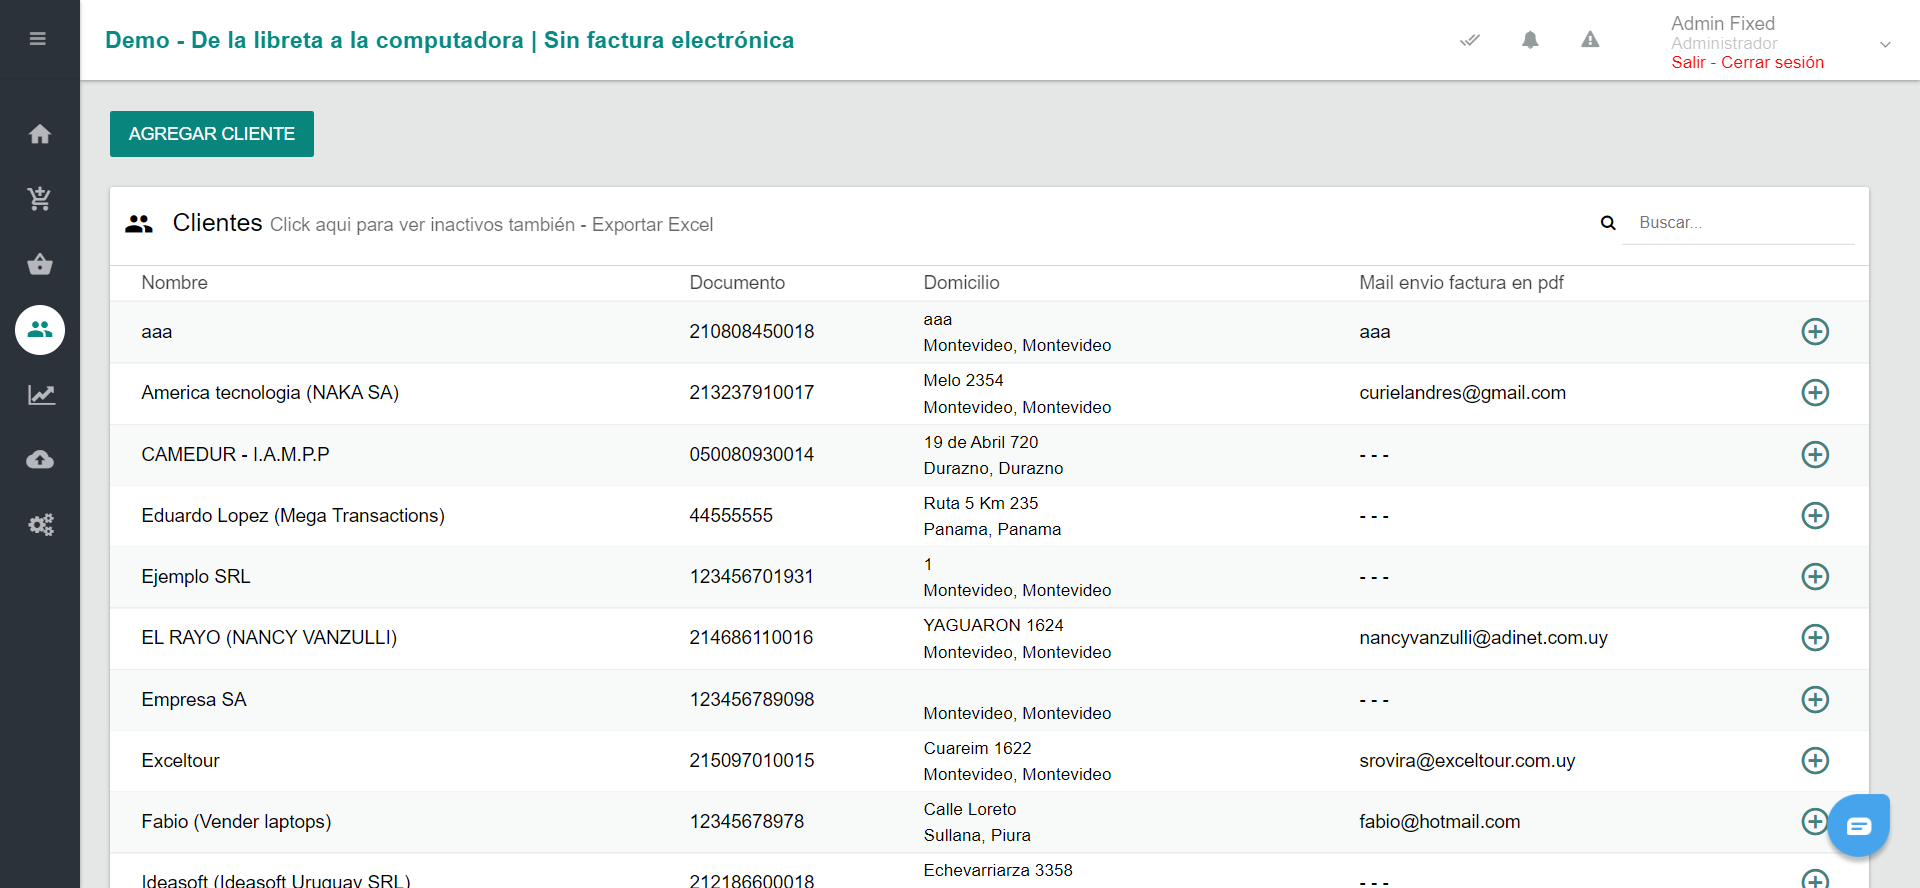 Demo - De la libreta a la computadora | Sin factura electrónica
Admin Fixed
Administrador
Salir - Cerrar sesión
AGREGAR CLIENTE
Clientes Click aqui para ver inactivos también - Exportar Excel
Buscar...
Nombre Documento Domicilio Mail envio factura en pdf
aaa 210808450018 aaa
Montevideo, Montevideo aaa
America tecnologia (NAKA SA) 213237910017 Melo 2354
Montevideo, Montevideo curielandres@gmail.com
CAMEDUR - I.A.M.P.P 050080930014 19 de Abril 720
Durazno, Durazno - - -
Eduardo Lopez (Mega Transactions) 44555555 Ruta 5 Km 235
Panama, Panama - - -
Ejemplo SRL 123456701931 1
Montevideo, Montevideo - - -
EL RAYO (NANCY VANZULLI) 214686110016 YAGUARON 1624
Montevideo, Montevideo nancyvanzulli@adinet.com.uy
Empresa SA 123456789098
Montevideo, Montevideo - - -
Exceltour 215097010015 Cuareim 1622
Montevideo, Montevideo srovira@exceltour.com.uy
Fabio (Vender laptops) 12345678978 Calle Loreto
Sullana, Piura fabio@hotmail.com
Ideasoft (Ideasoft Uruguay SRL) 212186600018 Echevarriarza 3358
- - -